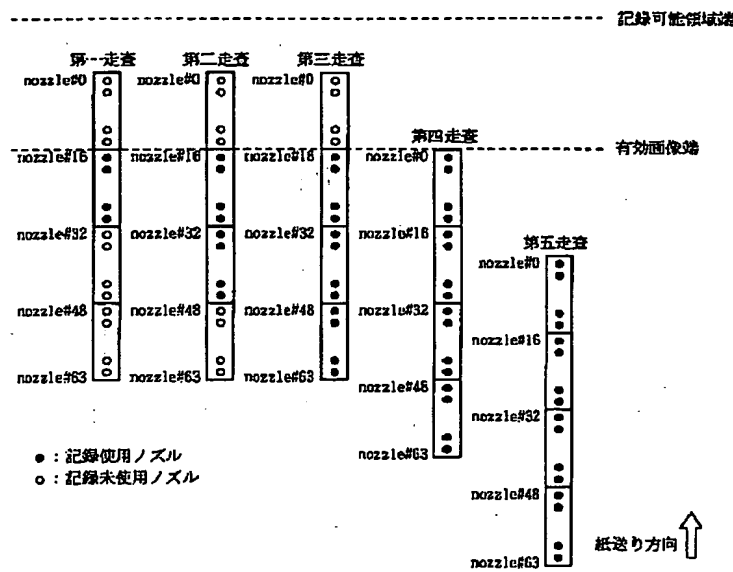 記録可能領域端
第一走査
第二走査
第三走査
nozzle#0
nozzle#0
nozzle#0
第四走査
有効画像端
nozzle#16
nozzle#16
nozzle#16
nozzle#0
nozzle#32
nozzle#32
nozzle#32
nozzle#16
第五走査
nozzle#0
nozzle#48
nozzle#48
nozzle#48
nozzle#32
nozzle#16
nozzle#63
nozzle#63
nozzle#63
nozzle#48
nozzle#32
● : 記録使用ノズル
○ : 記録未使用ノズル
nozzle#63
nozzle#48
紙送り方向
nozzle#63